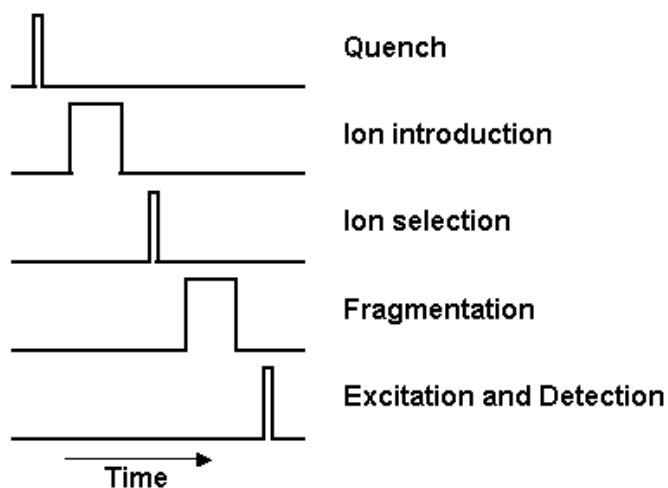 Quench
Ion introduction
Ion selection
Fragmentation
Excitation and Detection
Time